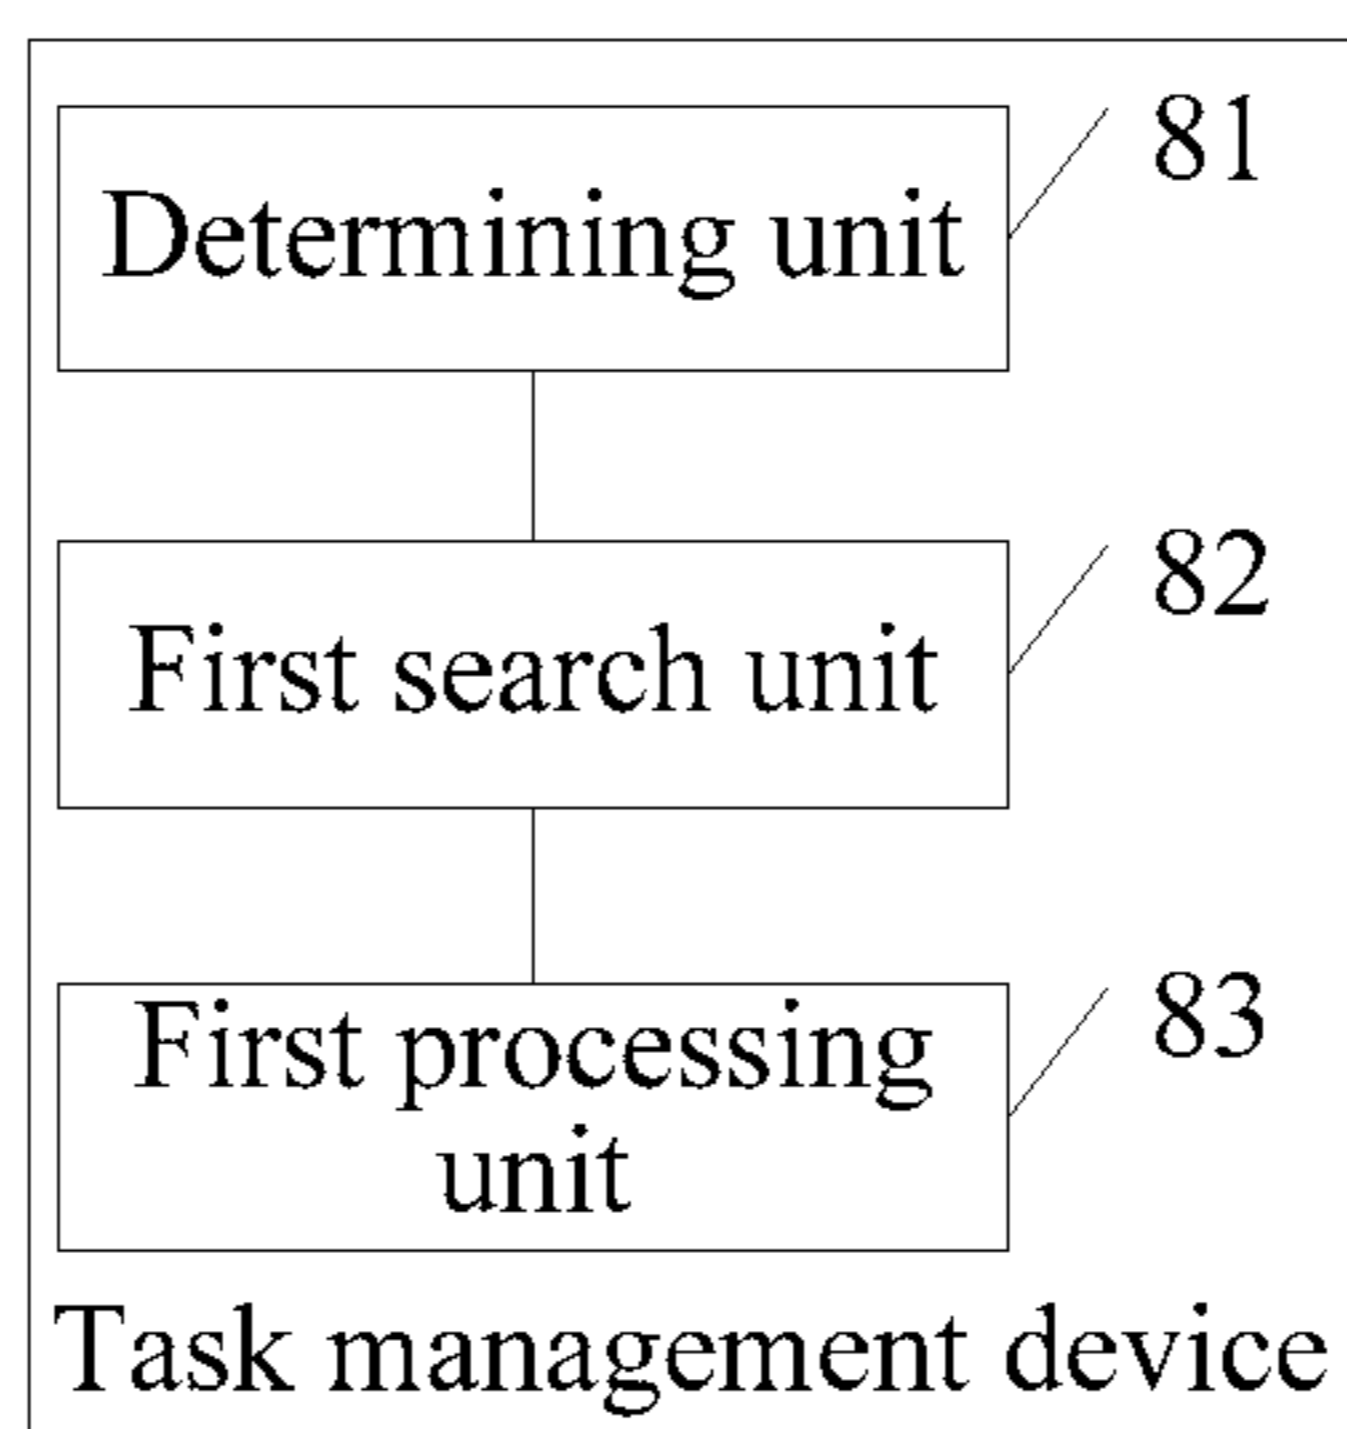 Determining unit
81
First search unit
82
First processing
unit
83
Task management device